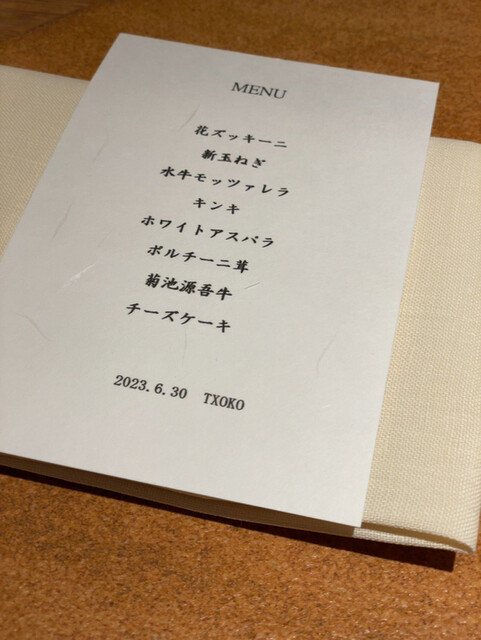 MENU
花ズッキーニ
新玉ねぎ
水牛モッツァレラ
キンキ
ホワイトアスパラ
ポルチーニ茸
菊池源吾牛
チーズケーキ
2023.6.30 TXOKO